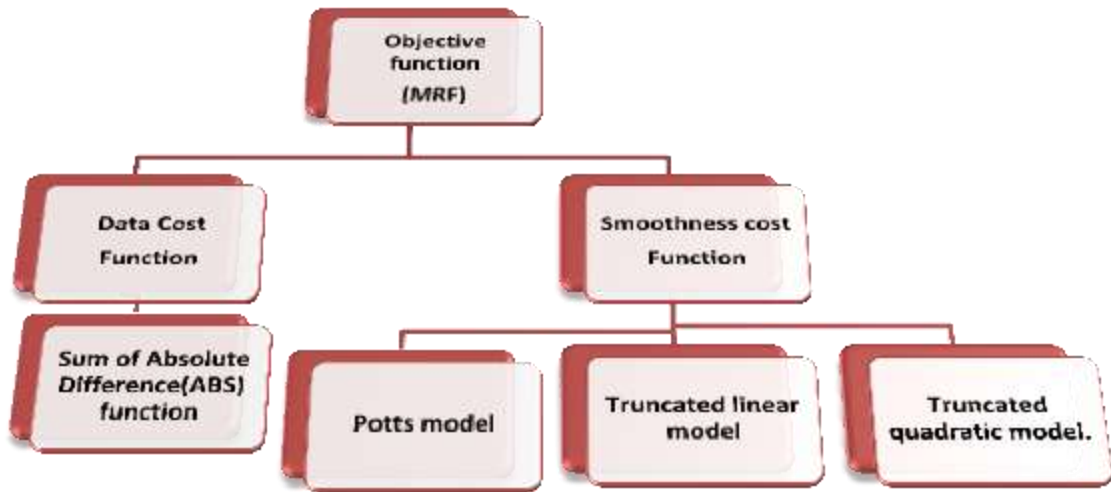 Objective
function
(MRF)
Data Cost
Function
Smoothness cost
Function
Sum of Absolute
Difference(ABS)
function
Potts model
Truncated linear
model
Truncated
quadratic model.